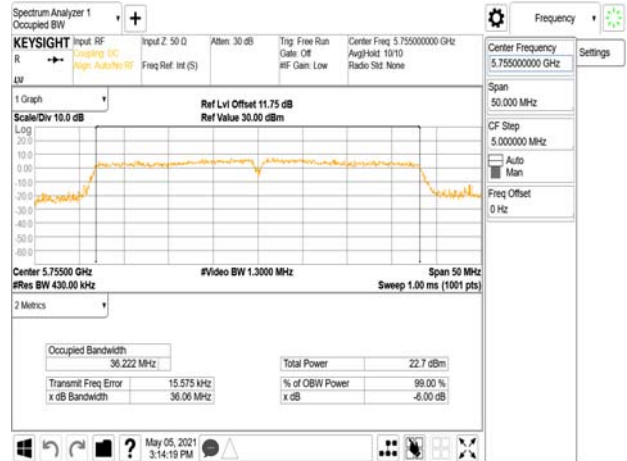 Spectrum Analyzer 1
Occupied BW
+
Frequency
KEYSIGHT
R
LXI
Input: RF
Coupling: DC
Align: Auto/No RF
Input Z: 50 Ω
Freq Ref: Int (S)
Atten: 30 dB
Trig: Free Run
Gate: Off
#IF Gain: Low
Center Freq: 5.755000000 GHz
Avg|Hold: 10/10
Radio Std: None
Center Frequency
5.755000000 GHz
Settings
Span
50.000 MHz
CF Step
5.000000 MHz
Auto
Man
Freq Offset
0 Hz
1 Graph
Scale/Div 10.0 dB
Ref Lvl Offset 11.75 dB
Ref Value 30.00 dBm
Log
20.0
10.0
0.00
-10.0
-20.0
-30.0
-40.0
-50.0
-60.0
Center 5.75500 GHz
#Video BW 1.3000 MHz
Span 50 MHz
#Res BW 430.00 kHz
Sweep 1.00 ms (1001 pts)
2 Metrics
Occupied Bandwidth
36.222 MHz
Total Power 22.7 dBm
Transmit Freq Error 15.575 kHz
% of OBW Power 99.00 %
x dB Bandwidth 36.06 MHz
x dB -6.00 dB
?
May 05, 2021
3:14:19 PM